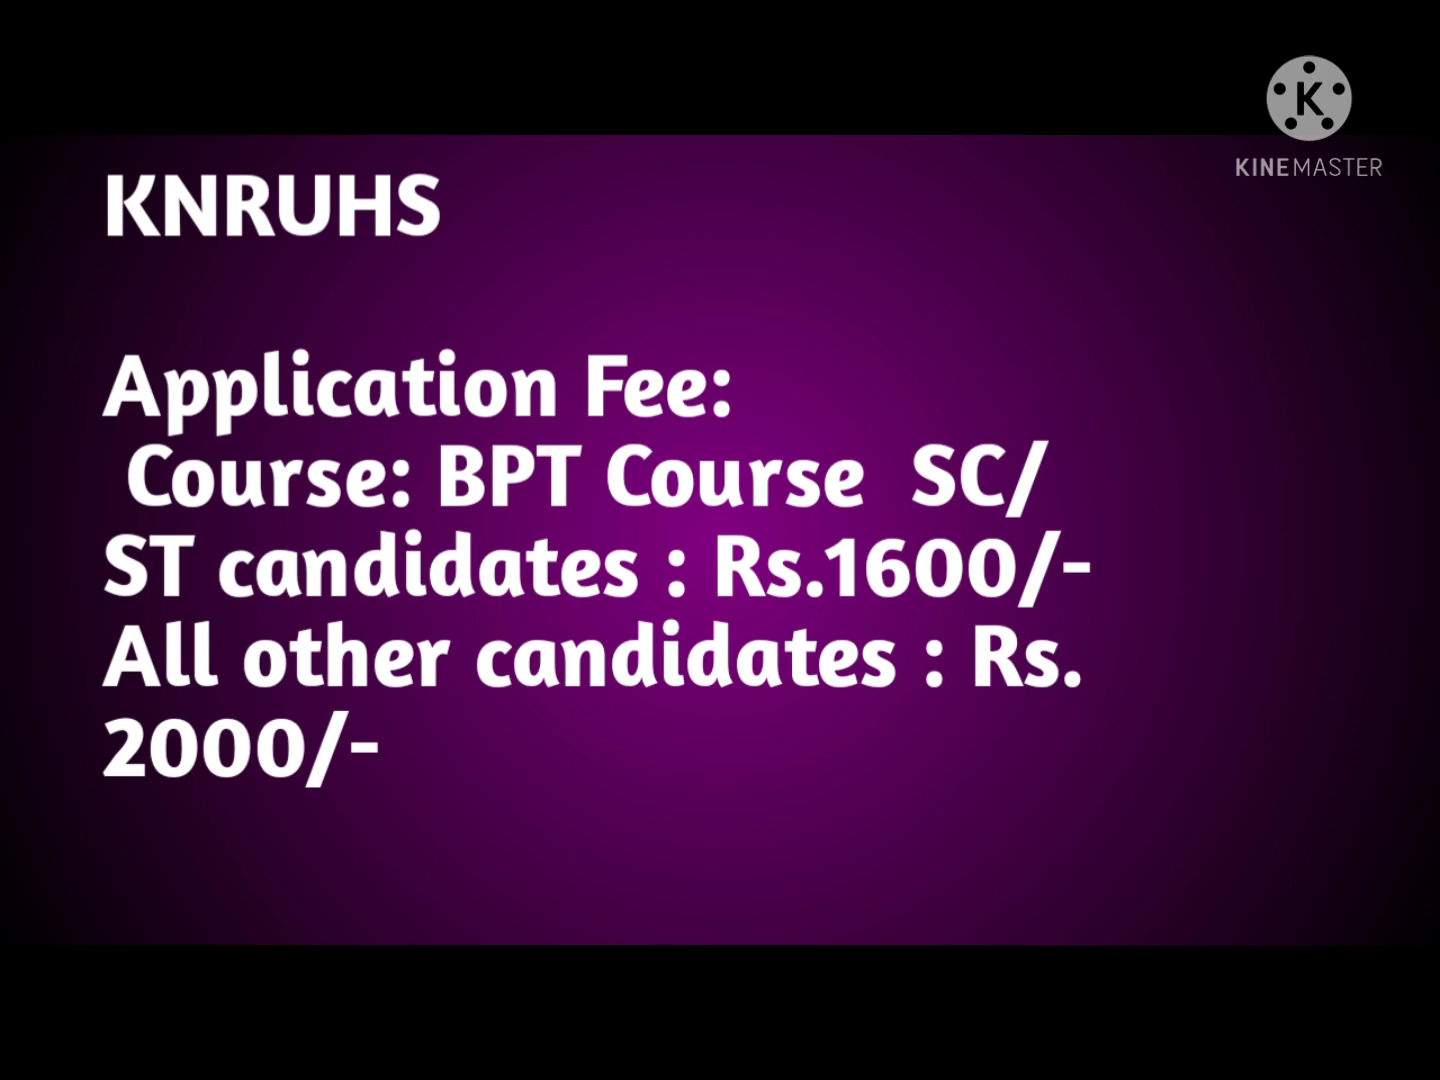 K
KINEMASTER
KNRUHS
Application Fee:
Course: BPT Course SC/
ST candidates : Rs.1600/-
All other candidates : Rs.
2000/-